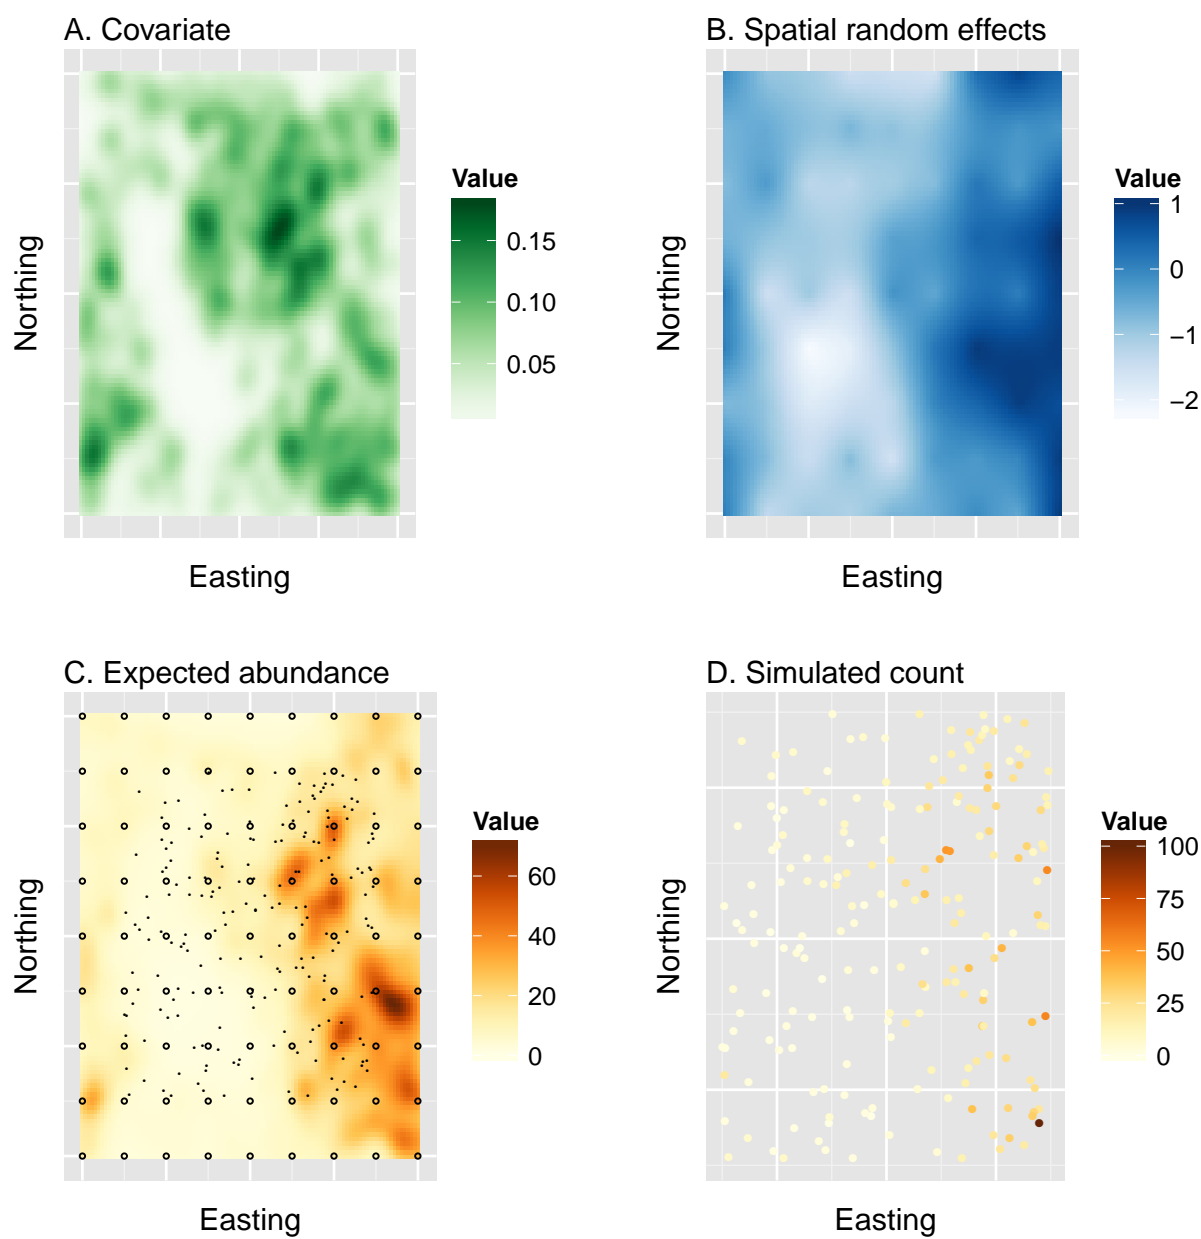 A. Covariate
Northing
Easting
Value
0.15
0.10
0.05
B. Spatial random effects
Northing
Easting
Value
1
0
−1
−2
C. Expected abundance
Northing
Easting
Value
60
40
20
0
D. Simulated count
Northing
Easting
Value
100
75
50
25
0